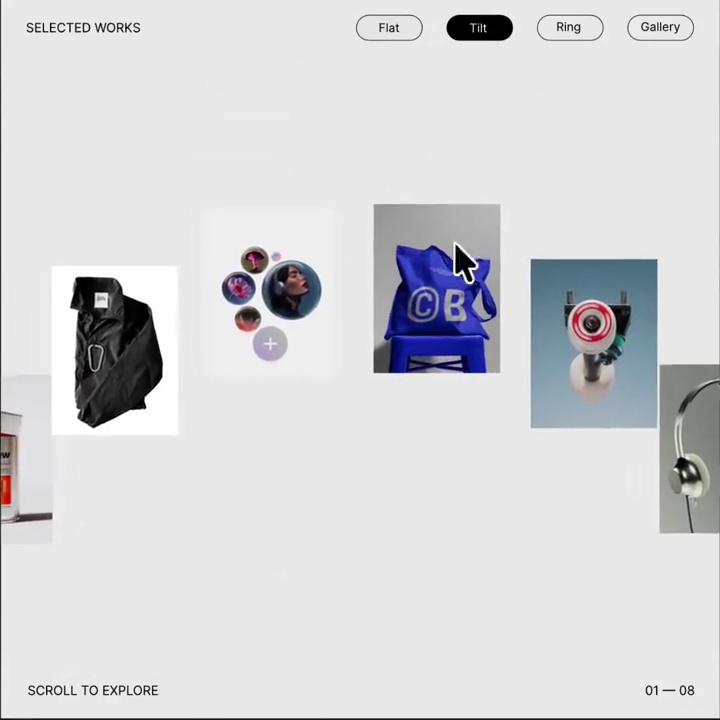 SELECTED WORKS
Flat
Tilt
Ring
Gallery
©B
SCROLL TO EXPLORE
01 — 08